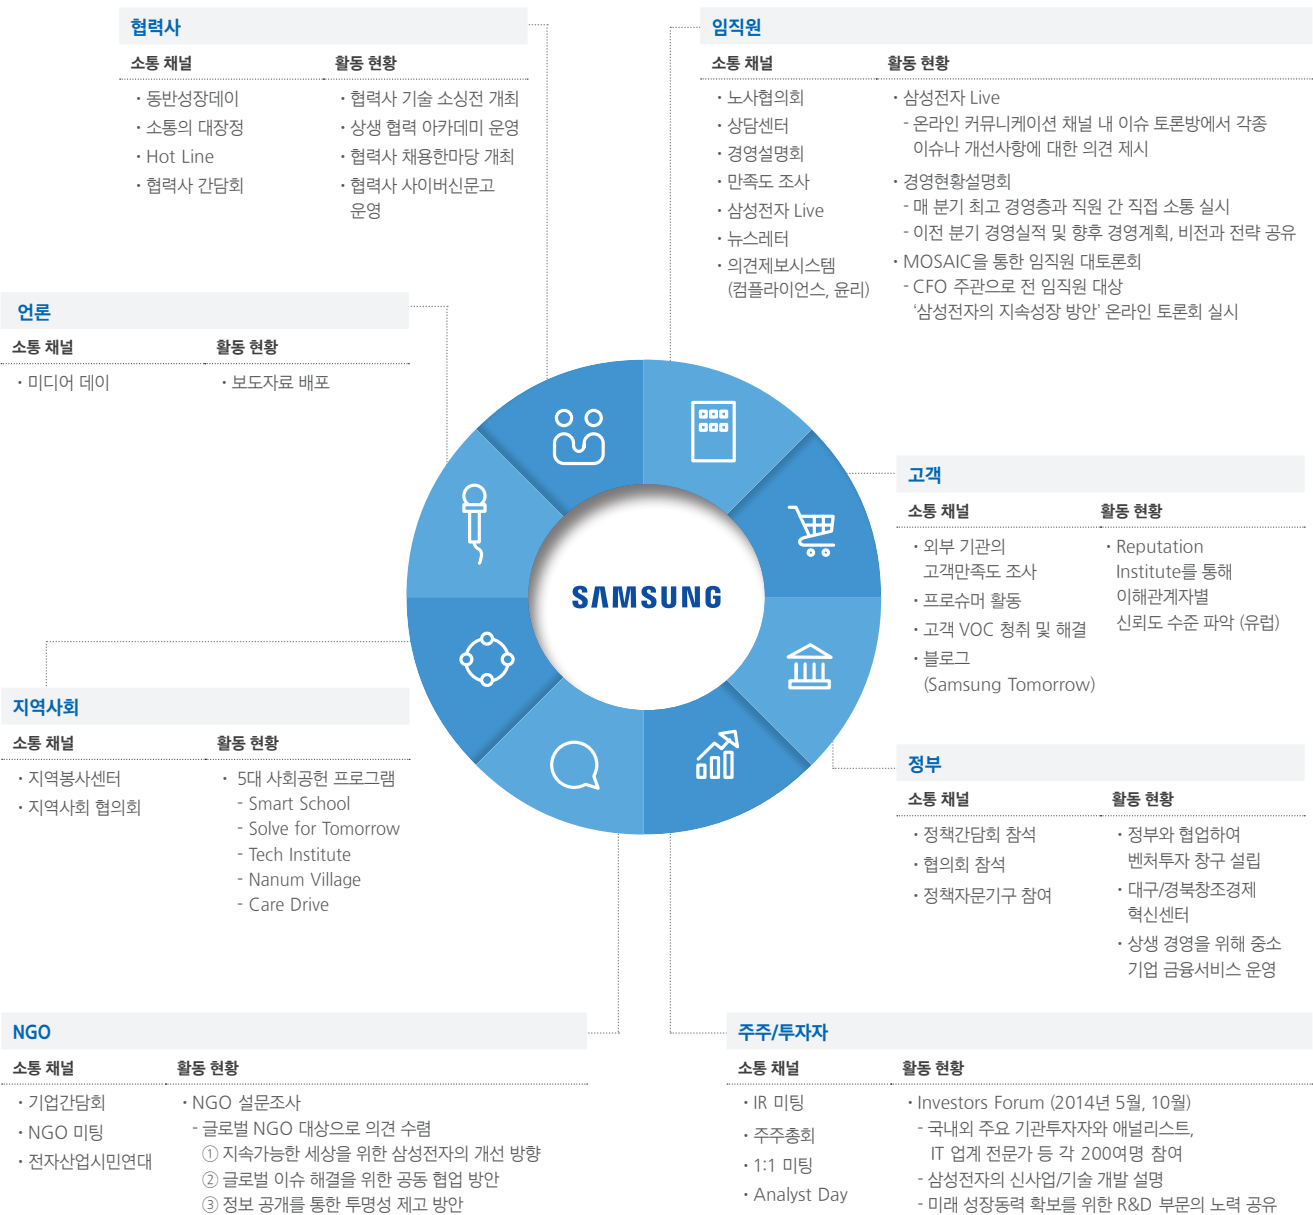 협력사
소통 채널 활동 현황
· 동반성장데이
· 소통의 대장정
· Hot Line
· 협력사 간담회
· 협력사 기술 소싱전 개최
· 상생 협력 아카데미 운영
· 협력사 채용한마당 개최
· 협력사 사이버신문고
운영
임직원
소통 채널 활동 현황
· 노사협의회
· 상담센터
· 경영설명회
· 만족도 조사
· 삼성전자 Live
· 뉴스레터
· 의견제보시스템
(컴플라이언스, 윤리)
· 삼성전자 Live
- 온라인 커뮤니케이션 채널 내 이슈 토론방에서 각종
이슈나 개선사항에 대한 의견 제시
· 경영현황설명회
- 매 분기 최고 경영층과 직원 간 직접 소통 실시
- 이전 분기 경영실적 및 향후 경영계획, 비전과 전략 공유
· MOSAIC을 통한 임직원 대토론회
- CFO 주관으로 전 임직원 대상
‘삼성전자의 지속성장 방안’ 온라인 토론회 실시
언론
소통 채널 활동 현황
· 미디어 데이
· 보도자료 배포
SAMSUNG
고객
소통 채널 활동 현황
· 외부 기관의
고객만족도 조사
· 프로슈머 활동
· 고객 VOC 청취 및 해결
· 블로그
(Samsung Tomorrow)
· Reputation
Institute를 통해
이해관계자별
신뢰도 수준 파악 (유럽)
지역사회
소통 채널 활동 현황
· 지역봉사센터
· 지역사회 협의회
· 5대 사회공헌 프로그램
- Smart School
- Solve for Tomorrow
- Tech Institute
- Nanum Village
- Care Drive
정부
소통 채널 활동 현황
· 정책간담회 참석
· 협의회 참석
· 정책자문기구 참여
· 정부와 협업하여
벤처투자 창구 설립
· 대구/경북창조경제
혁신센터
· 상생 경영을 위해 중소
기업 금융서비스 운영
NGO
소통 채널 활동 현황
· 기업간담회
· NGO 미팅
· 전자산업시민연대
· NGO 설문조사
- 글로벌 NGO 대상으로 의견 수렴
① 지속가능한 세상을 위한 삼성전자의 개선 방향
② 글로벌 이슈 해결을 위한 공동 협업 방안
③ 정보 공개를 통한 투명성 제고 방안
주주/투자자
소통 채널 활동 현황
· IR 미팅
· 주주총회
· 1:1 미팅
· Analyst Day
· Investors Forum (2014년 5월, 10월)
- 국내외 주요 기관투자자와 애널리스트,
IT 업계 전문가 등 각 200여명 참여
- 삼성전자의 신사업/기술 개발 설명
- 미래 성장동력 확보를 위한 R&D 부문의 노력 공유